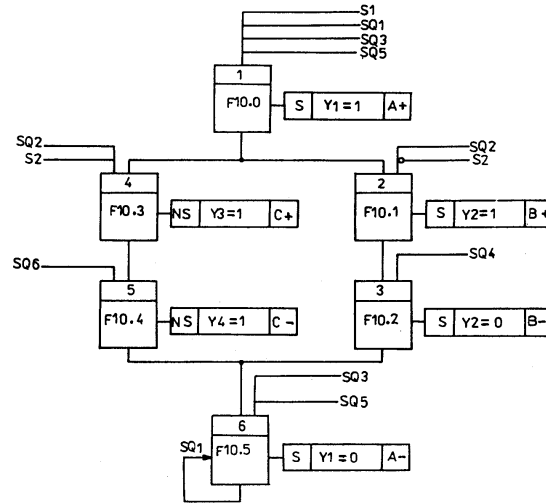 S1
SQ1
SQ3
SQ5
1
F10.0
S Y1=1 A+
SQ2
S2
SQ2
S2
4
F10.3
NS Y3=1 C+
2
F10.1
S Y2=1 B+
SQ6
SQ4
5
F10.4
NS Y4=1 C-
3
F10.2
S Y2=0 B-
SQ3
SQ5
6
SQ1
F10.5
S Y1=0 A-